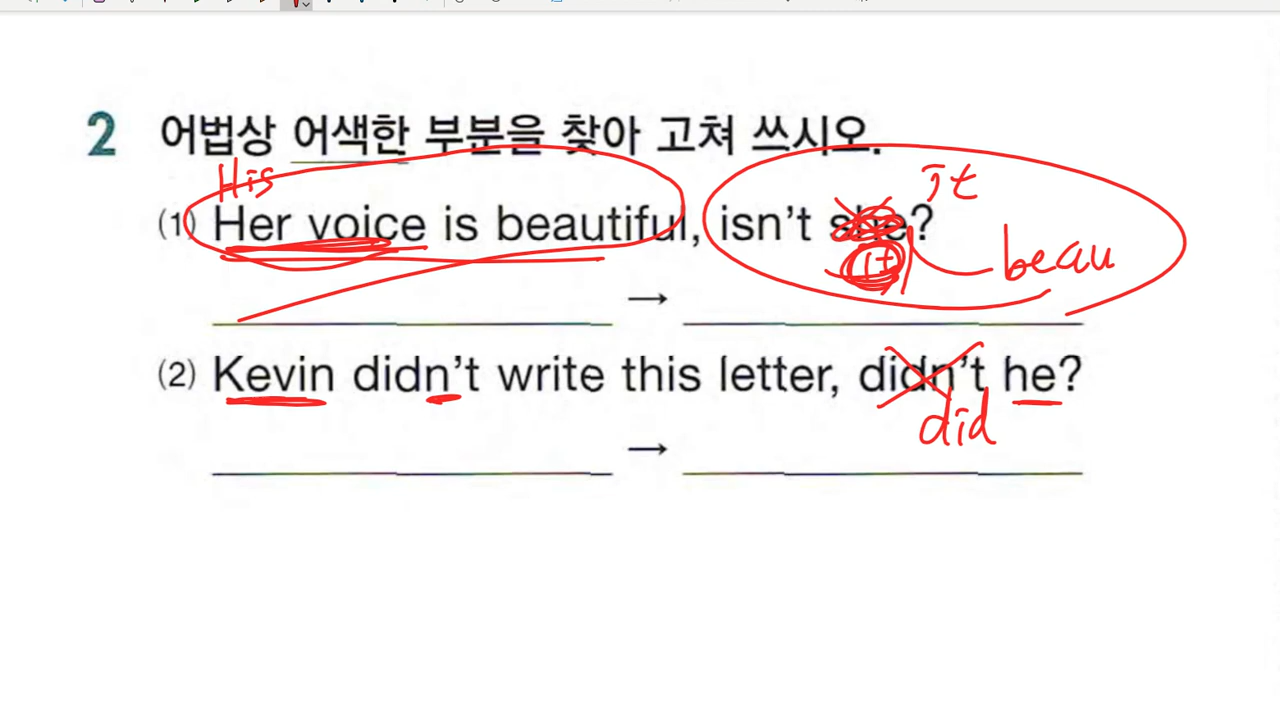 2 어법상 어색한 부분을 찾아 고쳐 쓰시오.
His it
(1) Her voice is beautiful, isn't she?
it beau
→
(2) Kevin didn't write this letter, didn't he?
did
→